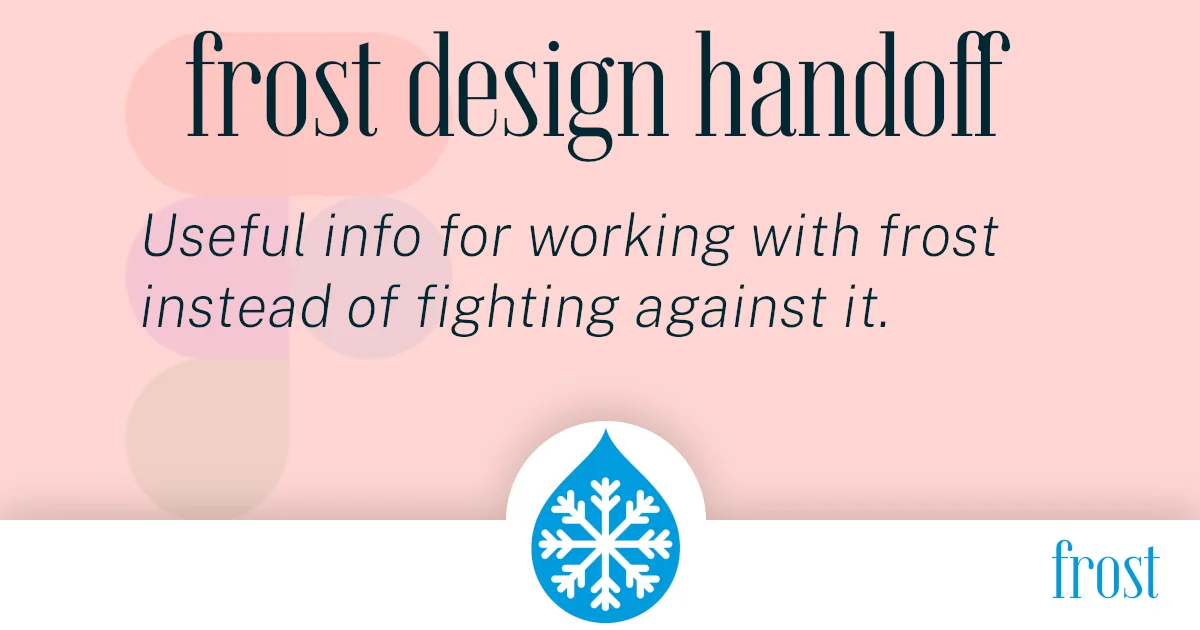 frost design handoff
Useful info for working with frost
instead of fighting against it.
frost